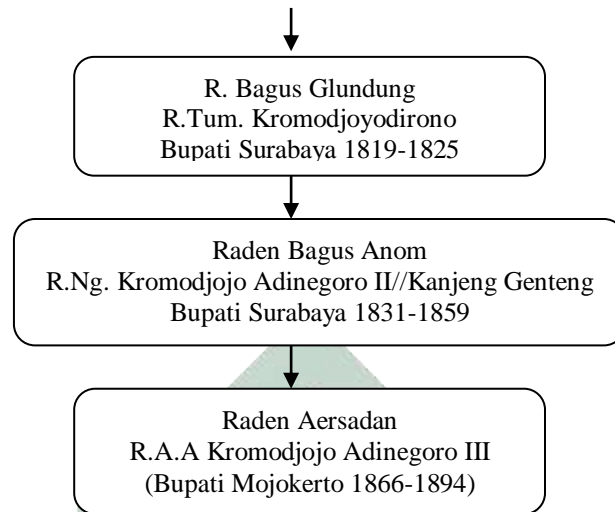 R. Bagus Glundung
R.Tum. Kromodjoyodirono
Bupati Surabaya 1819-1825
Raden Bagus Anom
R.Ng. Kromodjojo Adinegoro II//Kanjeng Genteng
Bupati Surabaya 1831-1859
Raden Aersadan
R.A.A Kromodjojo Adinegoro III
(Bupati Mojokerto 1866-1894)